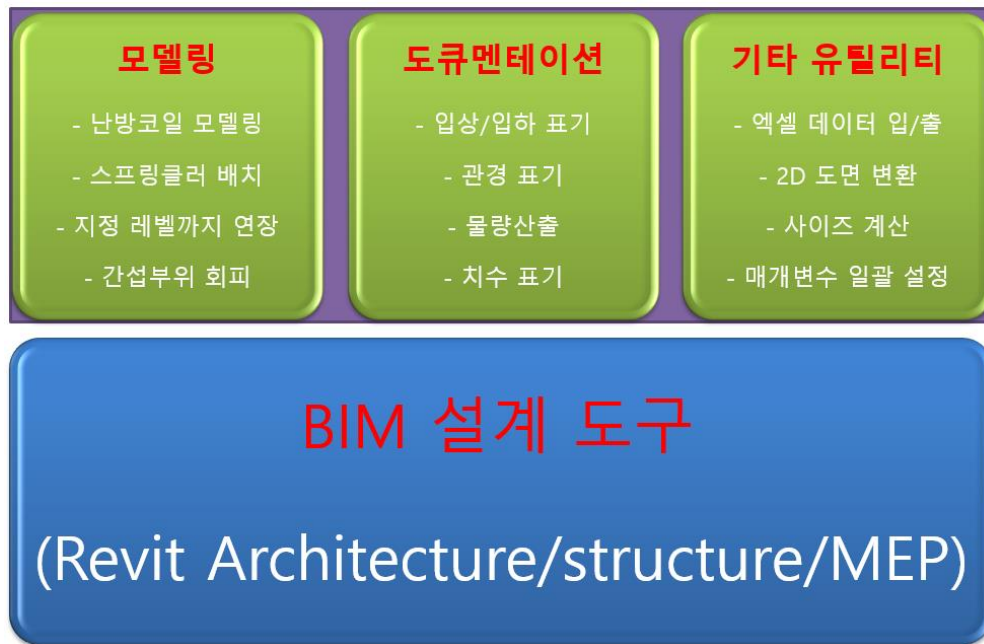 모델링
- 난방코일 모델링
- 스프링클러 배치
- 지정 레벨까지 연장
- 간섭부위 회피
도큐멘테이션
- 입상/입하 표기
- 관경 표기
- 물량산출
- 치수 표기
기타 유틸리티
- 엑셀 데이터 입/출
- 2D 도면 변환
- 사이즈 계산
- 매개변수 일괄 설정
BIM 설계 도구
(Revit Architecture/structure/MEP)